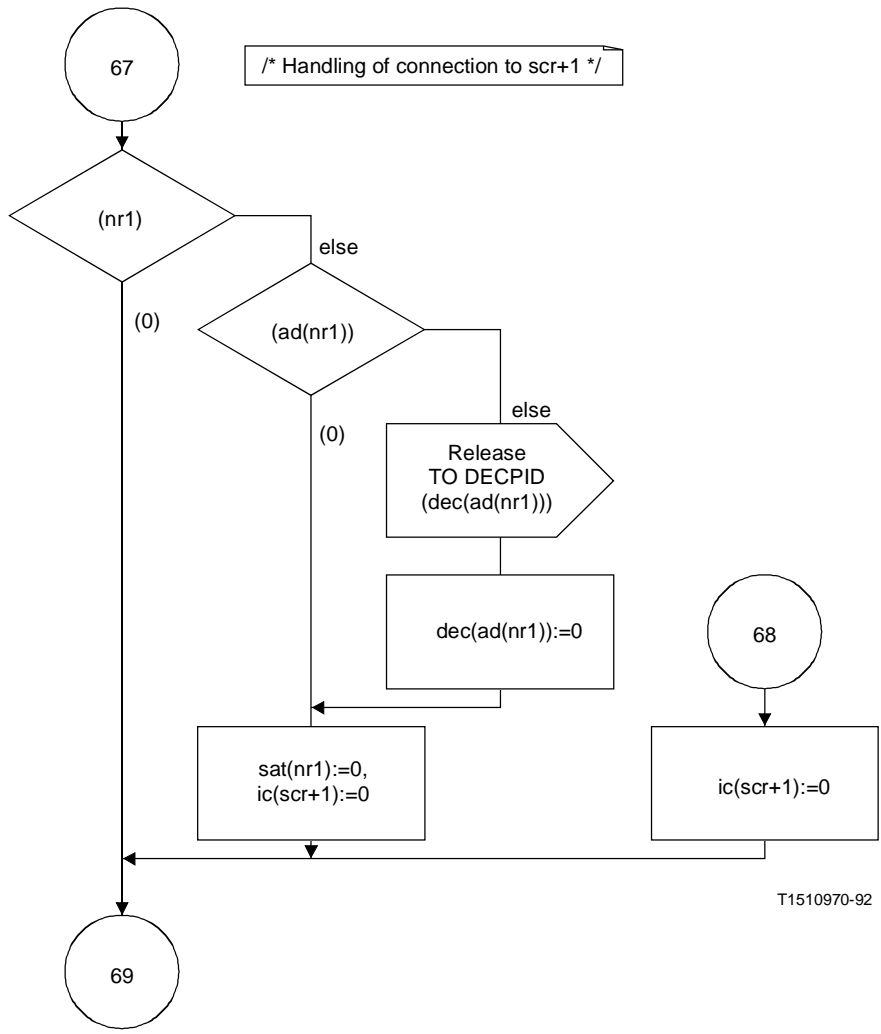 67
/* Handling of connection to scr+1 */
(nr1)
else
(0)
(ad(nr1))
else
(0)
Release
TO DECPID
(dec(ad(nr1)))
dec(ad(nr1)):=0
68
sat(nr1):=0,
ic(scr+1):=0
ic(scr+1):=0
T1510970-92
69